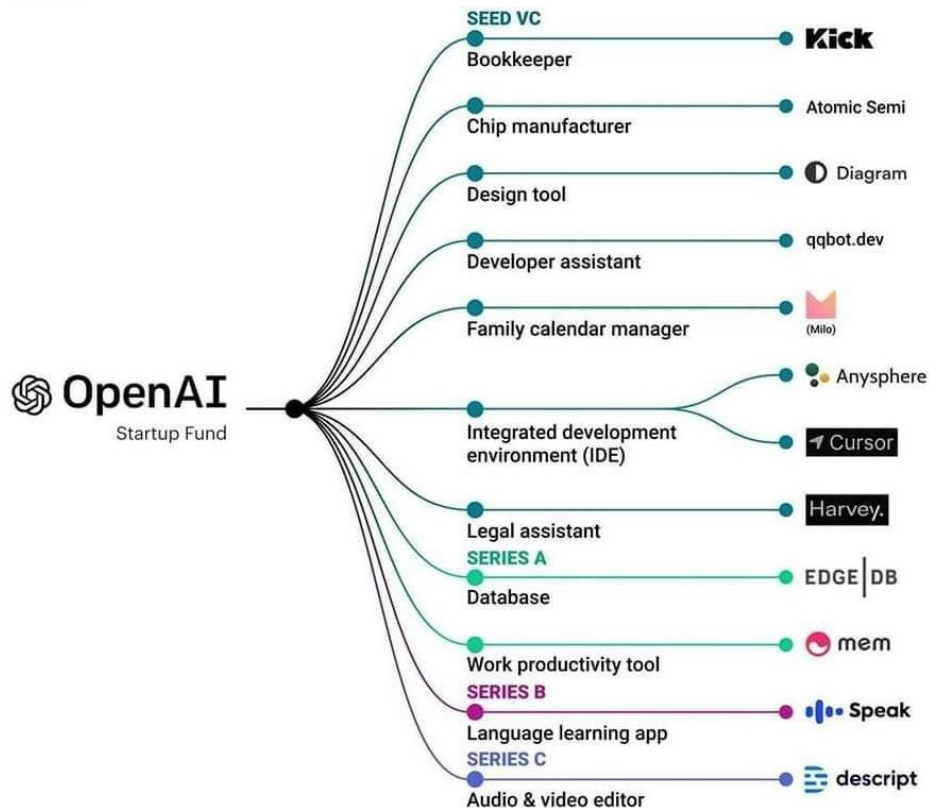 SEED VC
Kick
Bookkeeper
Atomic Semi
Chip manufacturer
Diagram
Design tool
qqbot.dev
Developer assistant
Family calendar manager
(Milo)
OpenAI
Startup Fund
Anysphere
Integrated development
environment (IDE)
Cursor
Harvey.
Legal assistant
SERIES A
EDGE|DB
Database
mem
Work productivity tool
SERIES B
Speak
Language learning app
SERIES C
descript
Audio & video editor